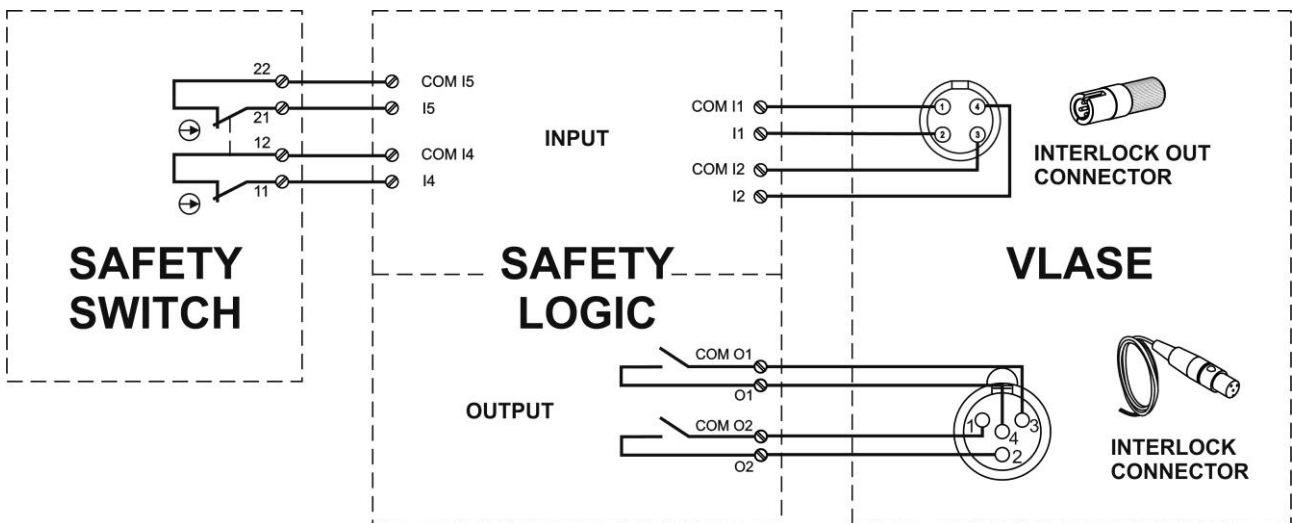 22
COM I5
21
I5
12
COM I4
11
I4
SAFETY
SWITCH
INPUT
COM I1
I1
COM I2
I2
SAFETY
LOGIC
OUTPUT
COM O1
O1
COM O2
O2
1
4
2
3
INTERLOCK OUT
CONNECTOR
VLASE
1
3
4
2
INTERLOCK
CONNECTOR